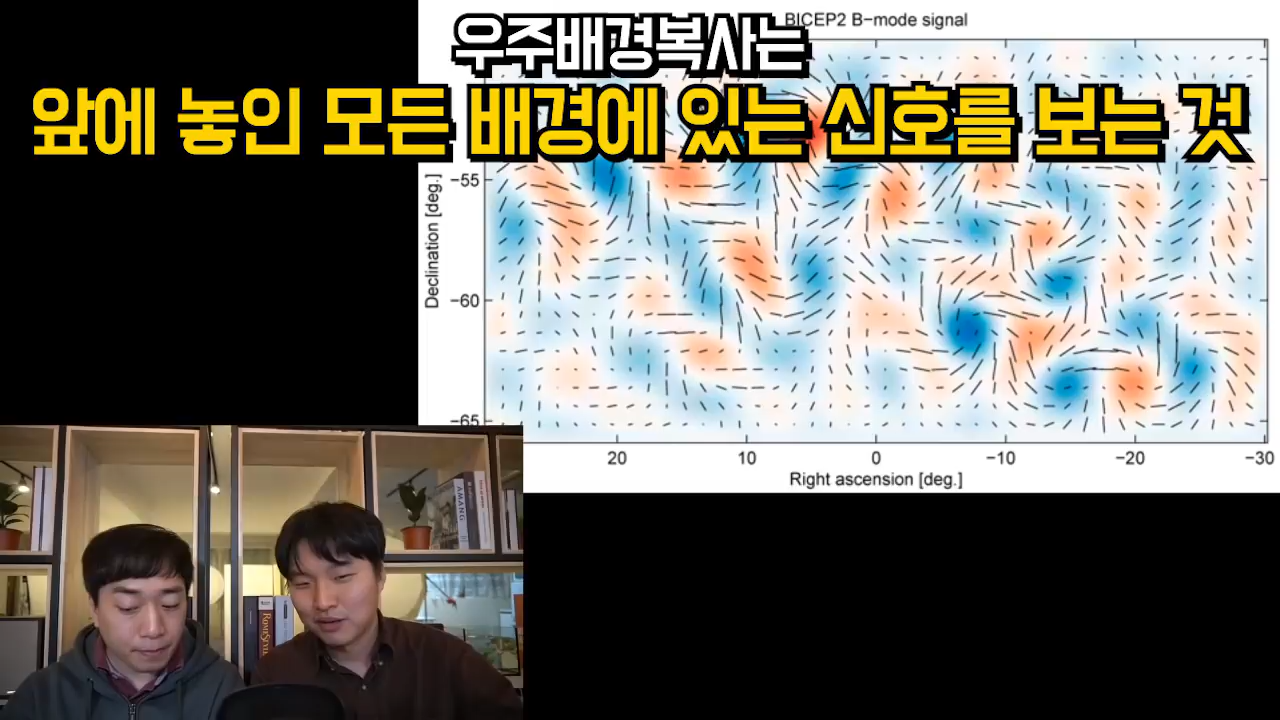 BICEP2 B-mode signal
우주배경복사는
앞에 놓인 모든 배경에 있는 신호를 보는 것
Declination [deg.]
-55
-60
-65
20 10 0 -10 -20 -30
Right ascension [deg.]
AMANG